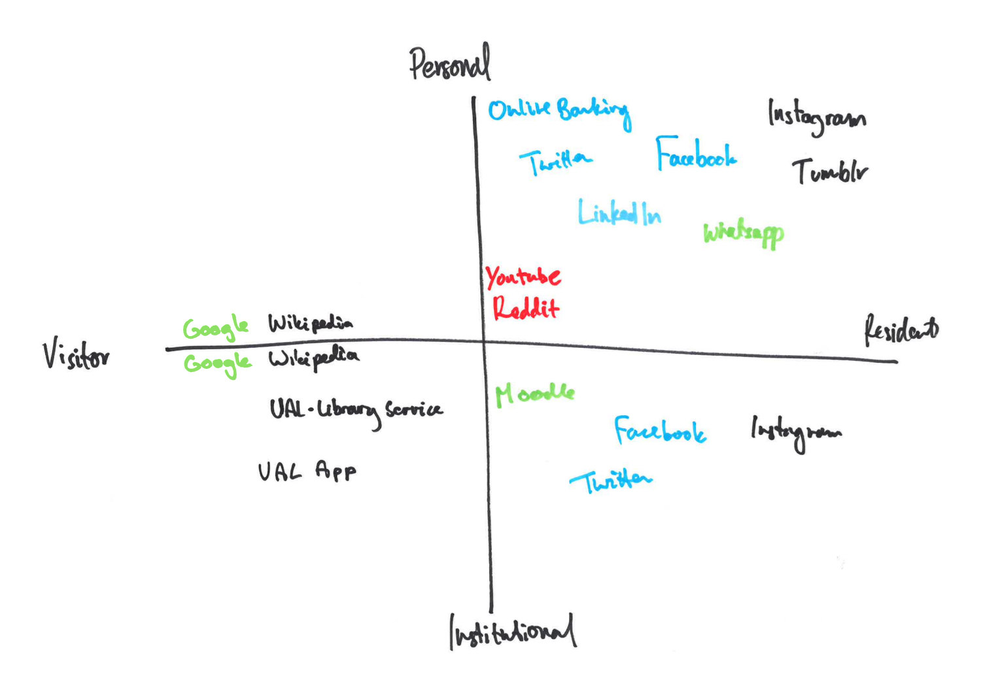 Personal
Online Banking
Instagram
Twitter
Facebook
Tumblr
LinkedIn
Whatsapp
Youtube
Reddit
Google Wikipedia
Resident
Visitor
Google Wikipedia
Moodle
UAL-Library Service
Facebook
Instagram
UAL App
Twitter
Institutional